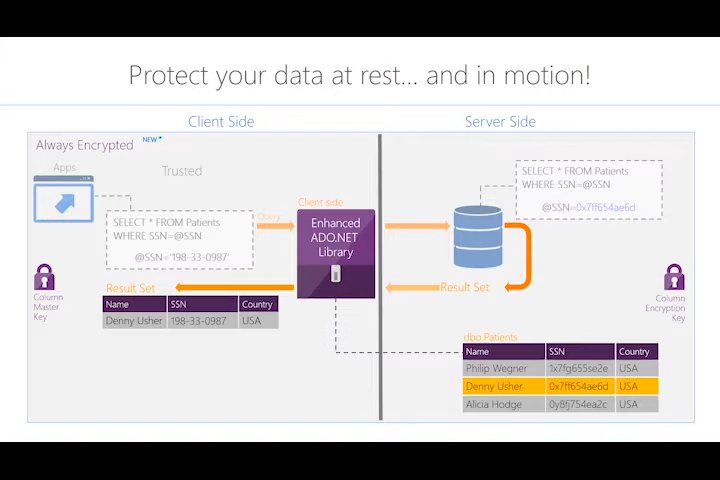 Protect your data at rest... and in motion!
Client Side
Server Side
Always Encrypted
NEW
Apps
Trusted
SELECT * FROM Patients
WHERE SSN=@SSN
@SSN='198-33-0987'
Query
Client side
Enhanced
ADO.NET
Library
SELECT * FROM Patients
WHERE SSN=@SSN
@SSN=0x7ff654ae6d
Column
Master
Key
Result Set
Name SSN Country
Denny Usher 198-33-0987 USA
Result Set
Column
Encryption
Key
dbo Patients
Name SSN Country
Philip Wegner 1x7fg655se2e USA
Denny Usher 0x7ff654ae6d USA
Alicia Hodge 0y8fj754ea2c USA